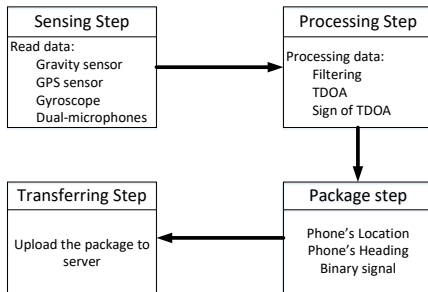 Sensing Step
Read data:
Gravity sensor
GPS sensor
Gyroscope
Dual-microphones
Processing Step
Processing data:
Filtering
TDOA
Sign of TDOA
Package step
Phone's Location
Phone's Heading
Binary signal
Transferring Step
Upload the package to
server